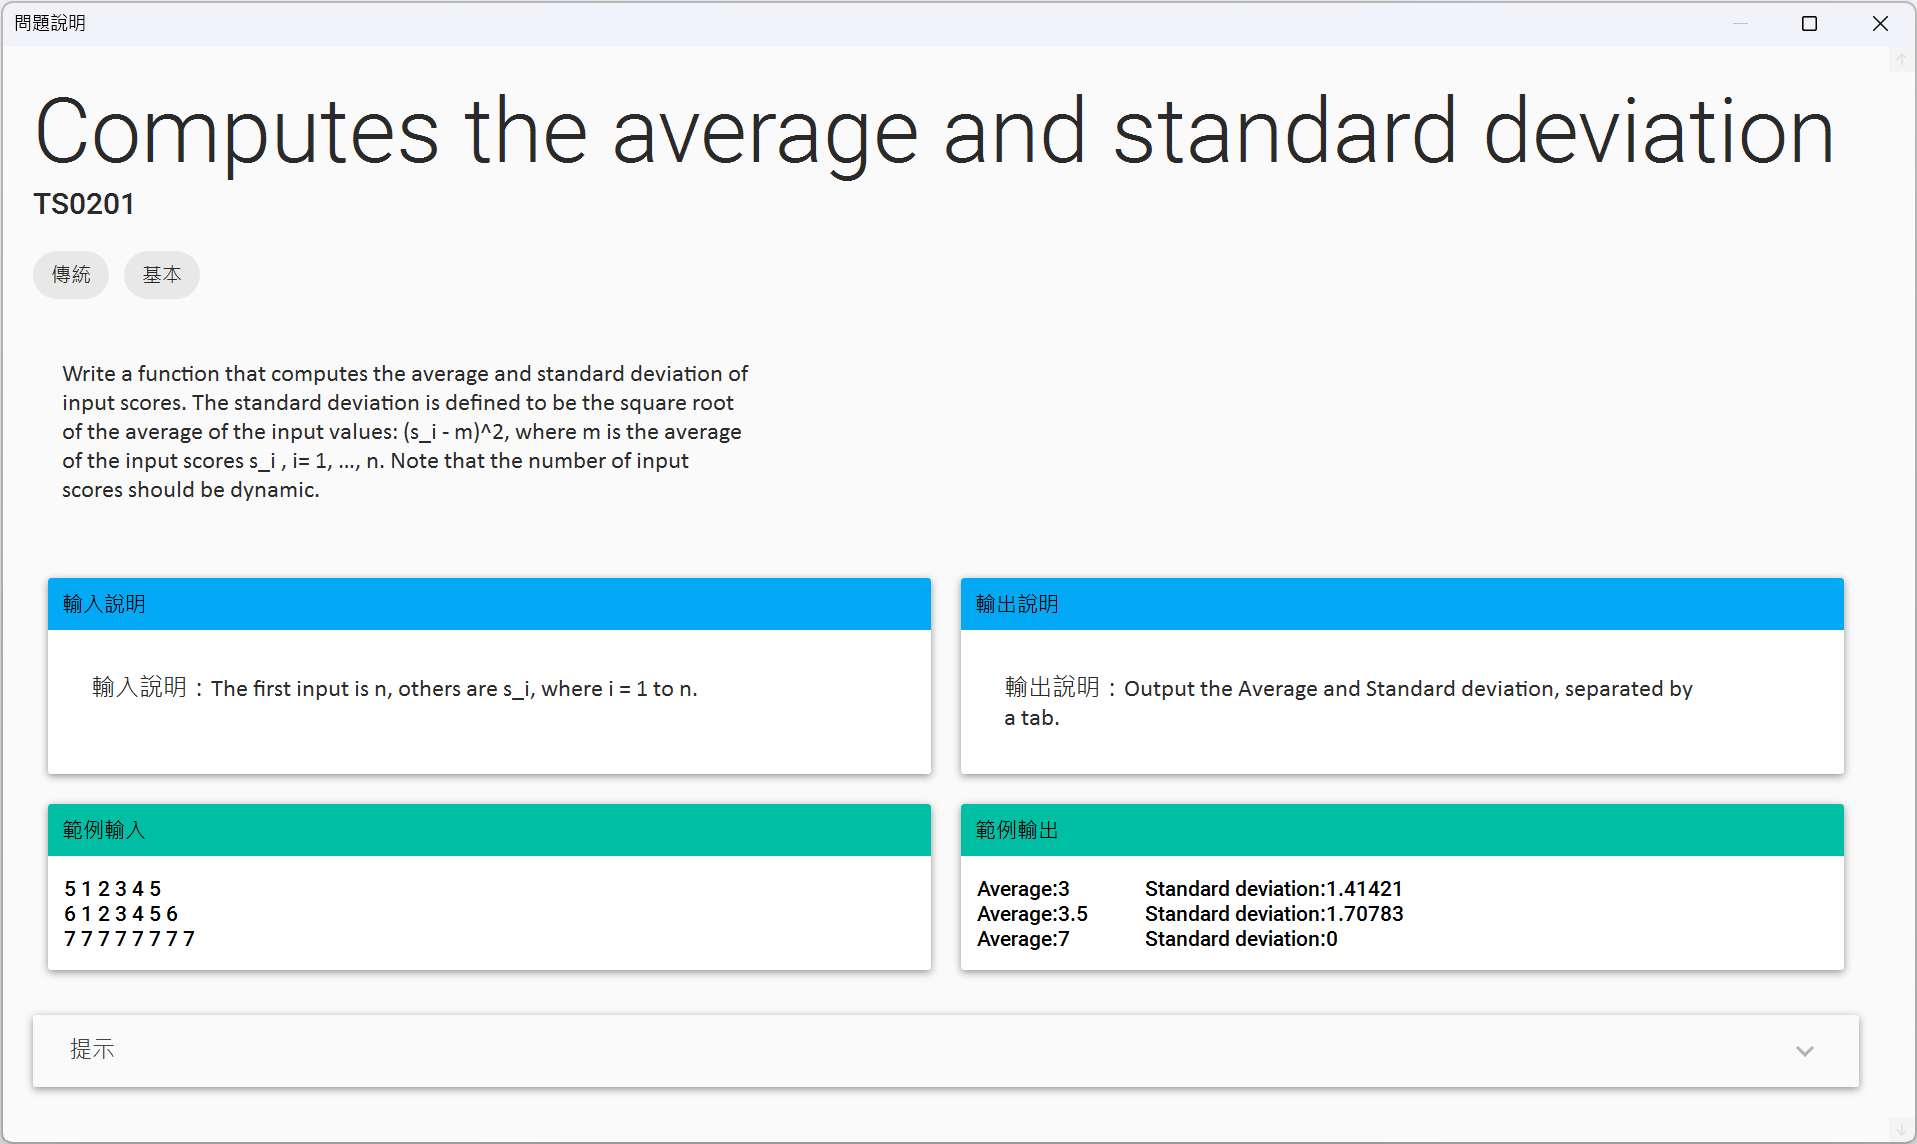 問題說明
Computes the average and standard deviation
TS0201
傳統 基本
Write a function that computes the average and standard deviation of
input scores. The standard deviation is defined to be the square root
of the average of the input values: (s_i - m)^2, where m is the average
of the input scores s_i , i= 1, ..., n. Note that the number of input
scores should be dynamic.
輸入說明
輸入說明：The first input is n, others are s_i, where i = 1 to n.
輸出說明
輸出說明：Output the Average and Standard deviation, separated by
a tab.
範例輸入
5 1 2 3 4 5
6 1 2 3 4 5 6
7 7 7 7 7 7 7 7
範例輸出
Average:3 Standard deviation:1.41421
Average:3.5 Standard deviation:1.70783
Average:7 Standard deviation:0
提示